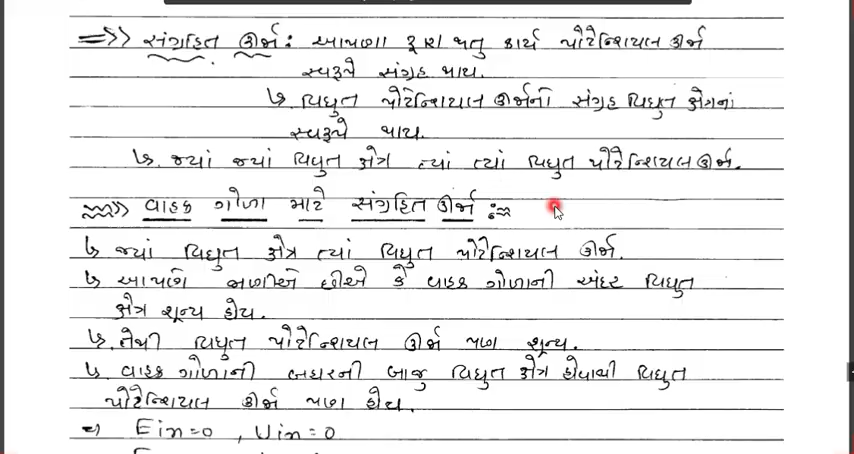 ⇒>> સંગ્રહિત ઊર્જા : આપણા દ્વારા થતુ કાર્ય પોટેન્શિયલ ઊર્જા
સ્વરૂપે સંગ્રહ થાય.
↳ વિદ્યુત પોટેન્શિયલ ઊર્જાનો સંગ્રહ વિદ્યુત ક્ષેત્રનાં
સ્વરૂપે થાય.
↳ જ્યાં જ્યાં વિદ્યુત ક્ષેત્ર ત્યાં ત્યાં વિદ્યુત પોટેન્શિયલ ઊર્જા.
>> વાહક ગોળા માટે સંગ્રહિત ઊર્જા :
↳ જ્યાં વિદ્યુત ક્ષેત્ર ત્યાં વિદ્યુત પોટેન્શિયલ ઊર્જા.
↳ આપણે જાણીએ છીએ કે વાહક ગોળાની અંદર વિદ્યુત
ક્ષેત્ર શૂન્ય હોય.
↳ તેથી વિદ્યુત પોટેન્શિયલ ઊર્જા પણ શૂન્ય.
↳ વાહક ગોળાની બહારની બાજુ વિદ્યુત ક્ષેત્ર હોવાથી વિદ્યુત
પોટેન્શિયલ ઊર્જા પણ હોય.
Ein=0 , Uin=0